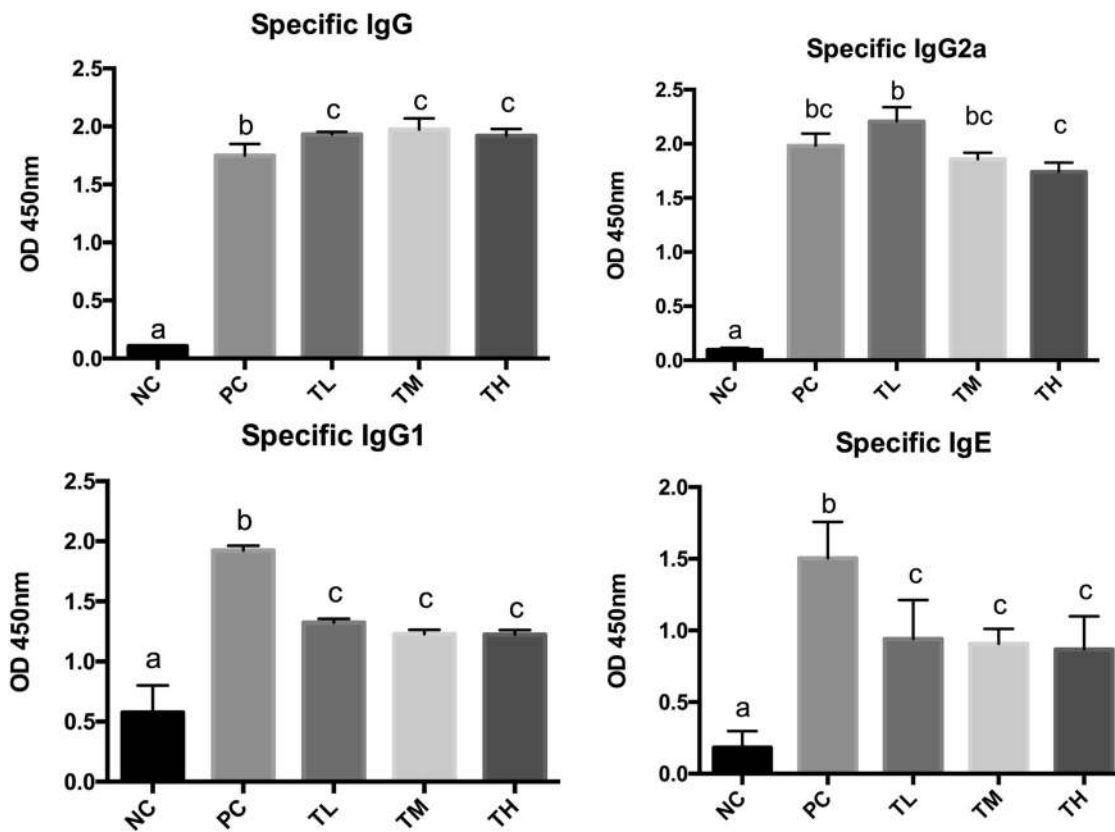 Specific IgG
2.5
2.0
1.5
1.0
0.5
0.0
OD 450nm
a
b
c
c
c
NC
PC
TL
TM
TH
Specific IgG2a
2.5
2.0
1.5
1.0
0.5
0.0
OD 450nm
a
bc
b
bc
c
NC
PC
TL
TM
TH
Specific IgG1
2.5
2.0
1.5
1.0
0.5
0.0
OD 450nm
a
b
c
c
c
NC
PC
TL
TM
TH
Specific IgE
2.0
1.5
1.0
0.5
0.0
OD 450nm
a
b
c
c
c
NC
PC
TL
TM
TH